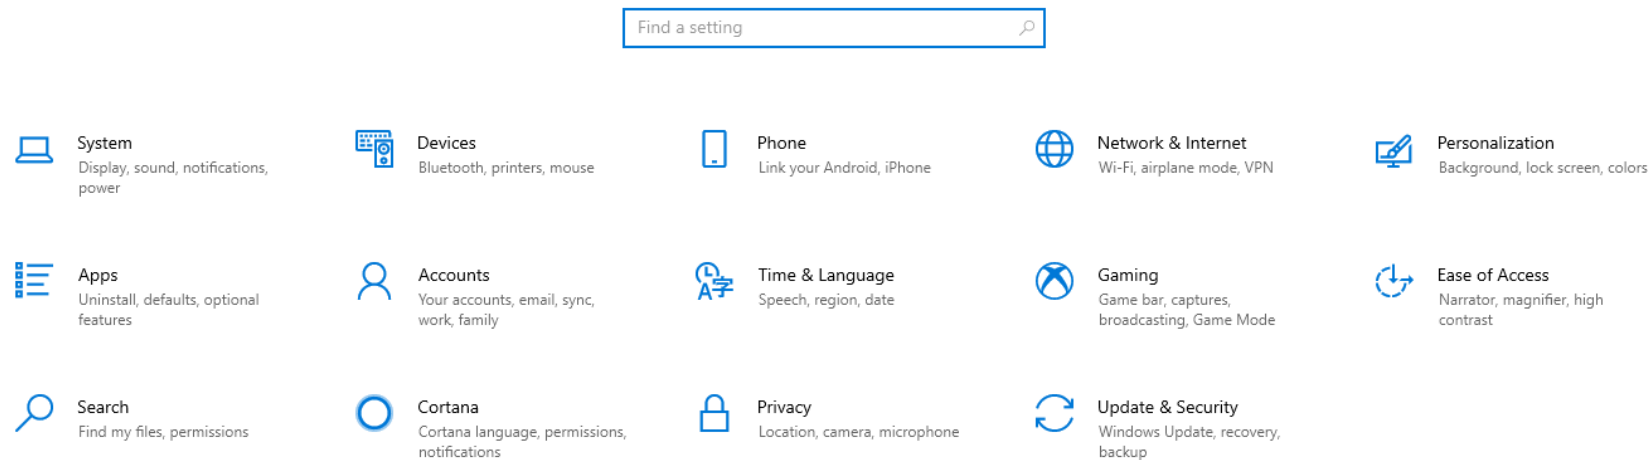 Find a setting
System
Display, sound, notifications,
power
Devices
Bluetooth, printers, mouse
Phone
Link your Android, iPhone
Network & Internet
Wi-Fi, airplane mode, VPN
Personalization
Background, lock screen, colors
Apps
Uninstall, defaults, optional
features
Accounts
Your accounts, email, sync,
work, family
Time & Language
Speech, region, date
Gaming
Game bar, captures,
broadcasting, Game Mode
Ease of Access
Narrator, magnifier, high
contrast
Search
Find my files, permissions
Cortana
Cortana language, permissions,
notifications
Privacy
Location, camera, microphone
Update & Security
Windows Update, recovery,
backup